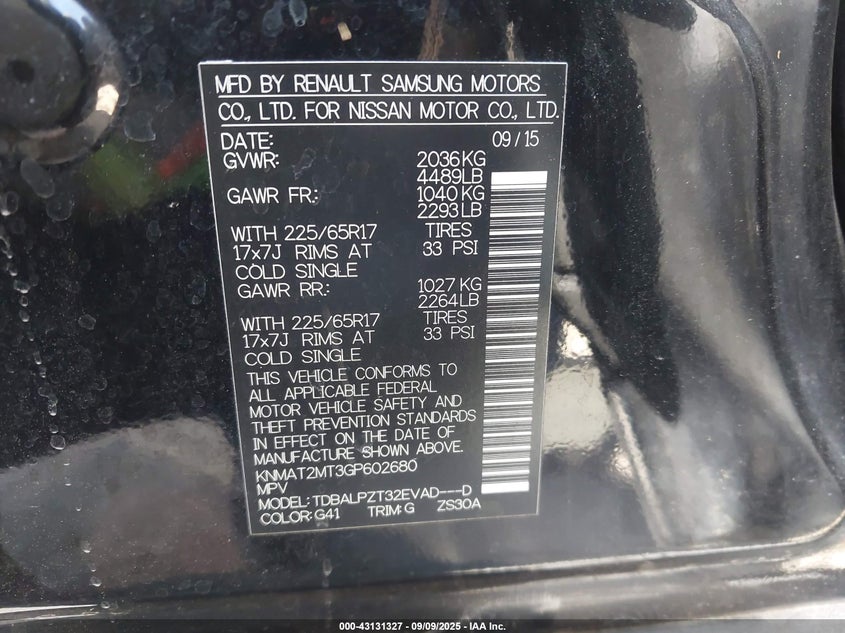 MFD BY RENAULT SAMSUNG MOTORS
CO., LTD. FOR NISSAN MOTOR CO., LTD.
DATE: 09 / 15
GVWR: 2036KG
4489LB
GAWR FR.: 1040KG
2293LB
WITH 225/65R17 TIRES
17x7J RIMS AT 33 PSI
COLD SINGLE
GAWR RR.: 1027KG
2264LB
WITH 225/65R17 TIRES
17x7J RIMS AT 33 PSI
COLD SINGLE
THIS VEHICLE CONFORMS TO
ALL APPLICABLE FEDERAL
MOTOR VEHICLE SAFETY AND
THEFT PREVENTION STANDARDS
IN EFFECT ON THE DATE OF
MANUFACTURE SHOWN ABOVE.
KNMAT2MT3GP602680
MPV
MODEL: TDBALPZT32EVAD---D
COLOR: G41 TRIM: G ZS30A
000-43131327 - 09/09/2025 - IAA Inc.